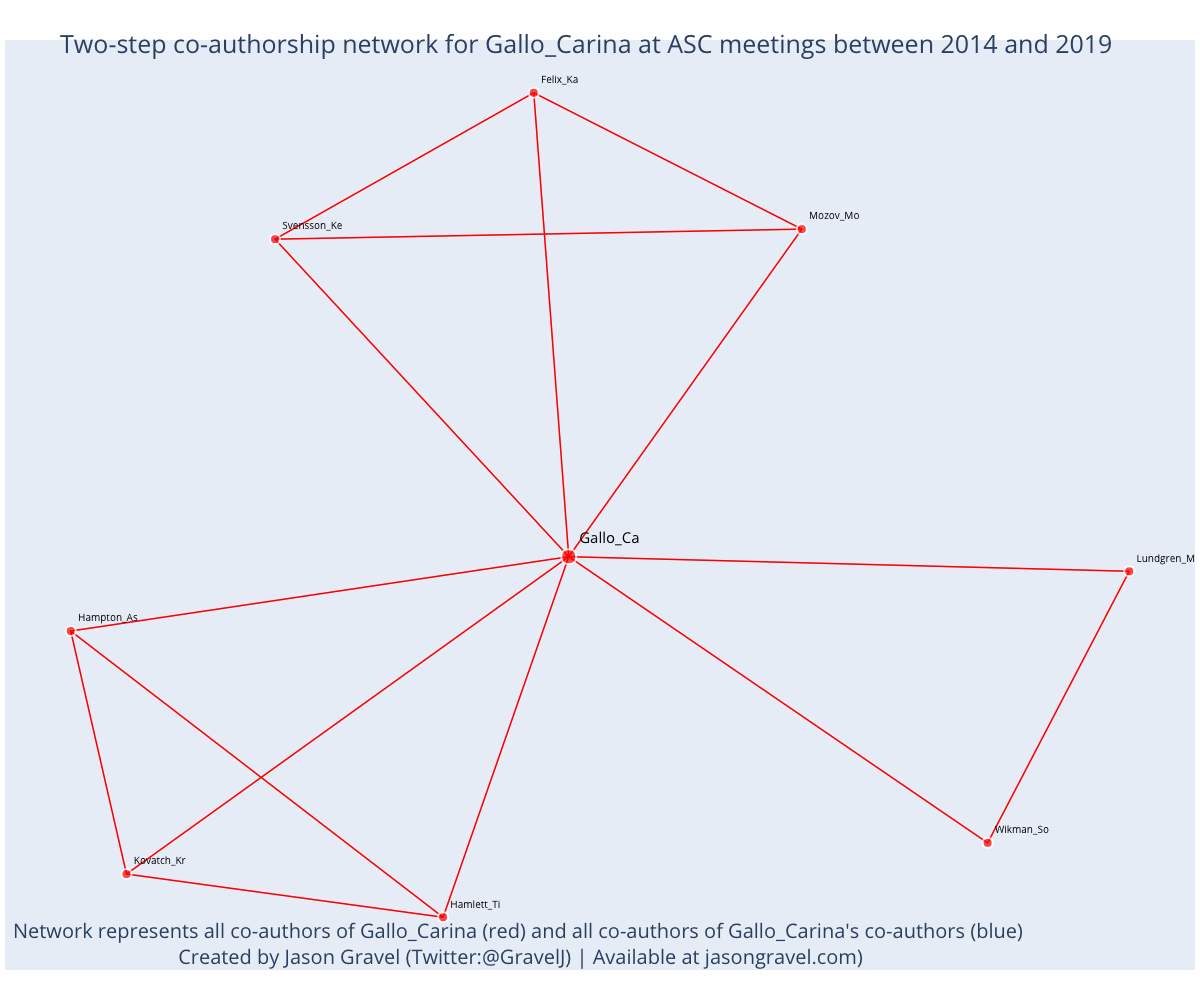 Two-step co-authorship network for Gallo_Carina at ASC meetings between 2014 and 2019
Felix_Ka
Mozov_Mo
Svensson_Ke
Gallo_Ca
Lundgren_M
Hampton_As
Wikman_So
Kovatch_Kr
Hamlett_Ti
Network represents all co-authors of Gallo_Carina (red) and all co-authors of Gallo_Carina's co-authors (blue)
Created by Jason Gravel (Twitter:@GravelJ) | Available at jasongravel.com)